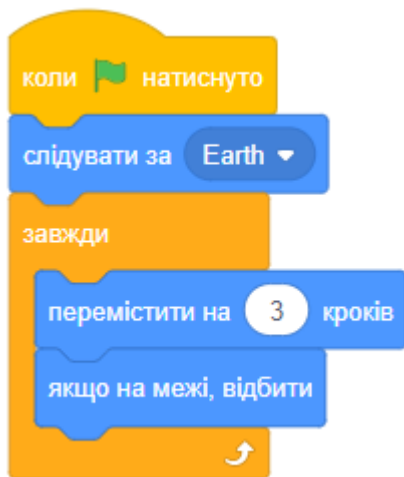 коли натиснуто
слідувати за Earth
завжди
перемістити на 3 кроків
якщо на межі, відбити